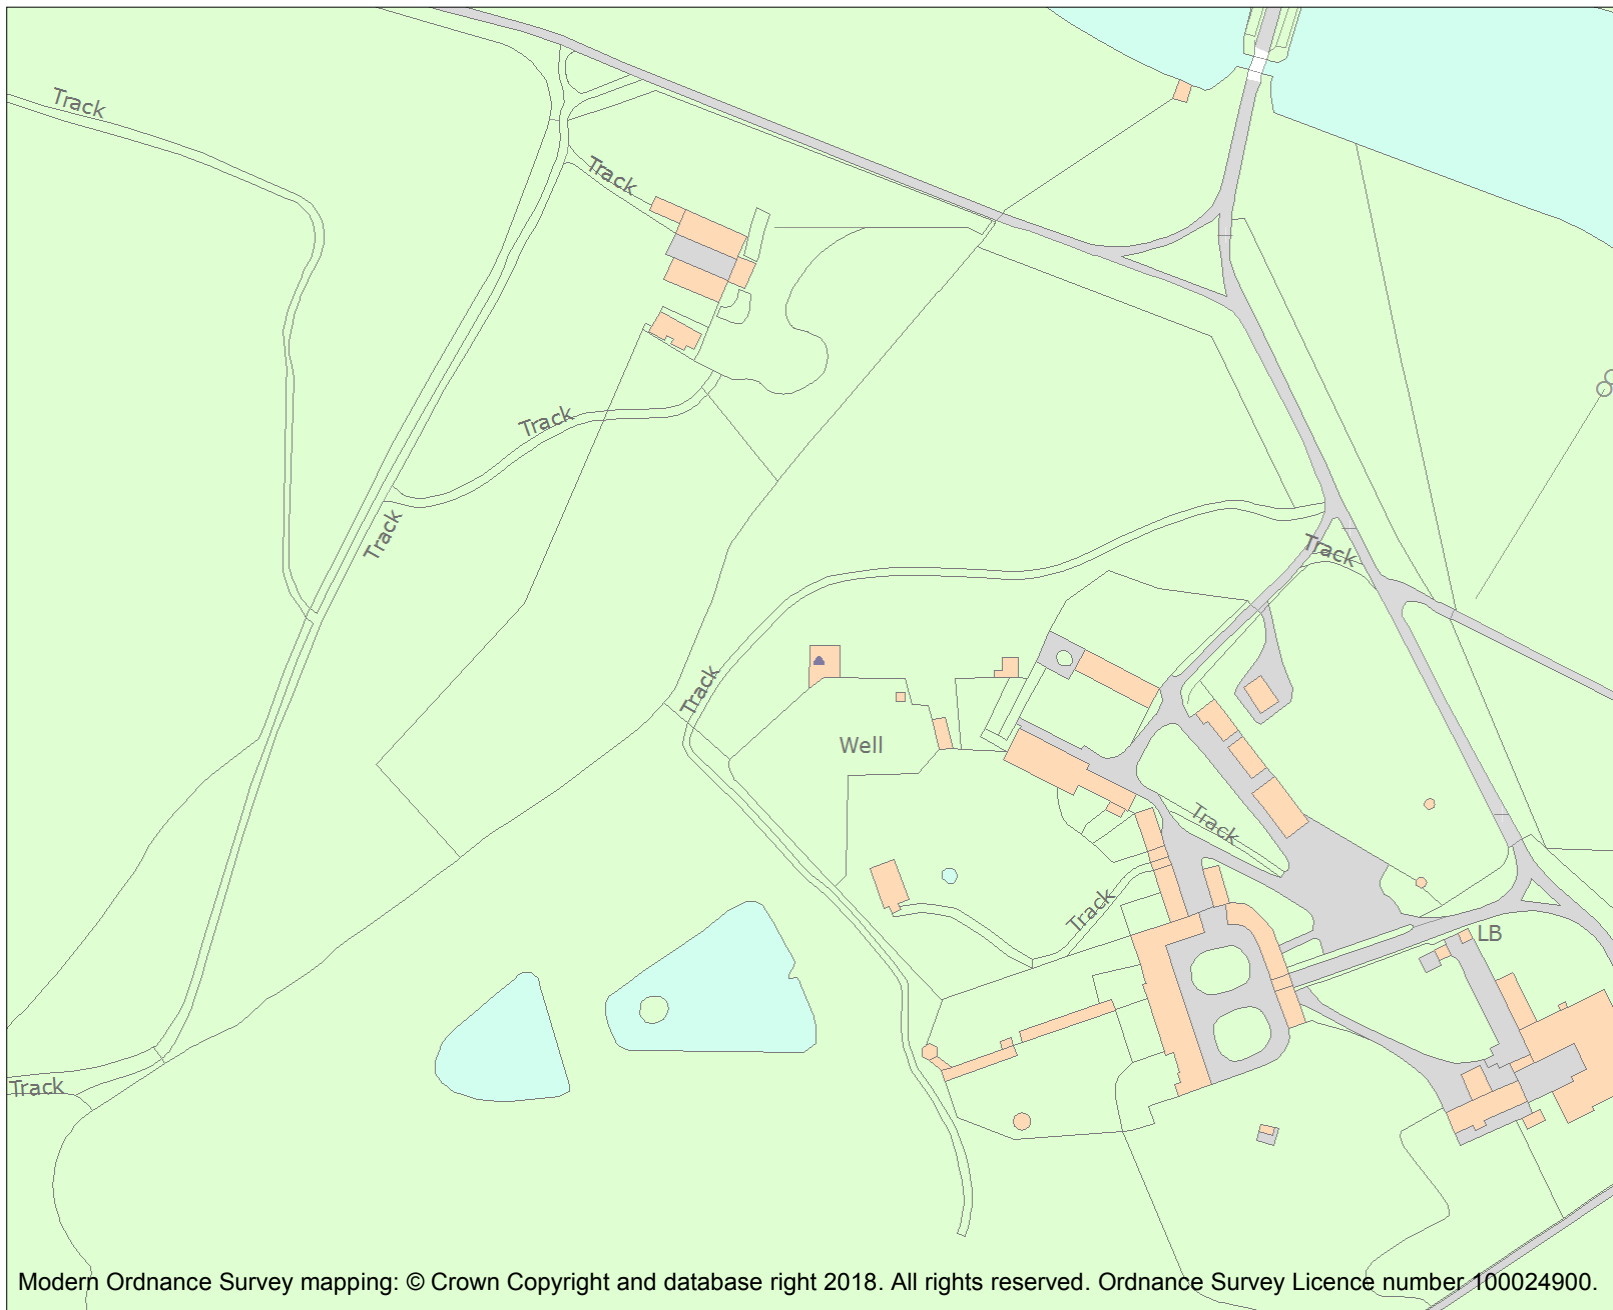 Track
Track
Track
Track
Track
Track
Well
Track
Track
LB
Track
Modern Ordnance Survey mapping: © Crown Copyright and database right 2018. All rights reserved. Ordnance Survey Licence number 100024900.